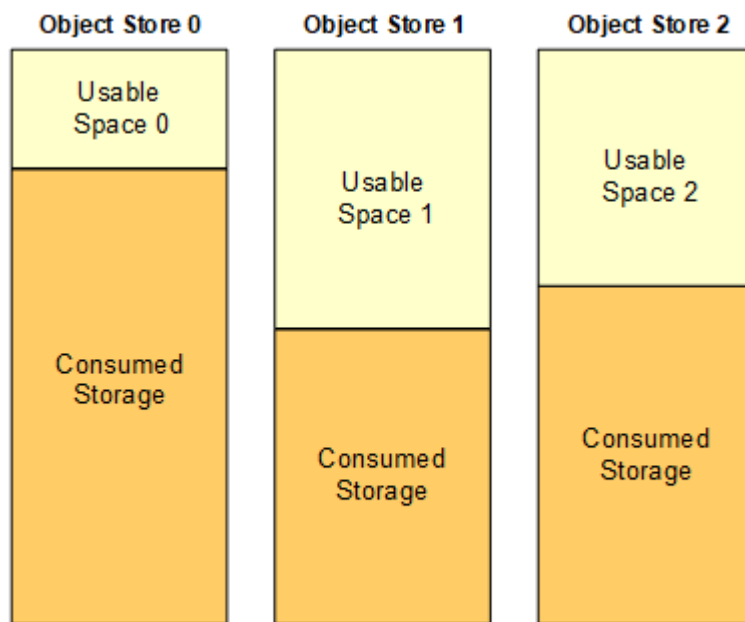 Object Store 0
Object Store 1
Object Store 2
Usable
Space 0
Usable
Space 1
Usable
Space 2
Consumed
Storage
Consumed
Storage
Consumed
Storage